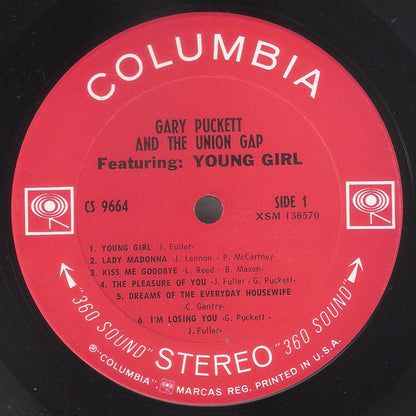 COLUMBIA
GARY PUCKETT
AND THE UNION GAP
Featuring: YOUNG GIRL
CS 9664
SIDE 1
XSM 136570
1. YOUNG GIRL -J. Fuller-
2. LADY MADONNA -J. Lennon - P. McCartney-
3. KISS ME GOODBYE -L. Reed - B. Mason-
4. THE PLEASURE OF YOU -J. Fuller - G. Puckett-
5. DREAMS OF THE EVERYDAY HOUSEWIFE
-C. Gantry-
6. I'M LOSING YOU -G. Puckett -
J. Fuller-
"360 SOUND" STEREO "360 SOUND"
® "COLUMBIA", MARCAS REG. PRINTED IN U.S.A.